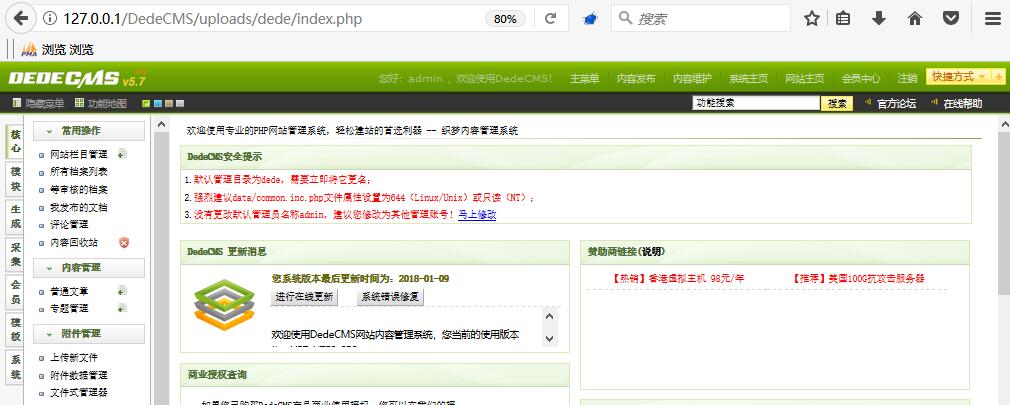 127.0.0.1/DedeCMS/uploads/dede/index.php 80% 搜索
PMA 浏览 浏览
DEDECMS v5.7 您好: admin , 欢迎使用DedeCMS! 主菜单 内容发布 内容维护 系统主页 网站主页 会员中心 注销 快捷方式
隐藏菜单 功能地图 功能搜索 搜索 官方论坛 在线帮助
核心
模块
生成
采集
会员
模板
系统
常用操作
网站栏目管理
所有档案列表
等审核的档案
我发布的文档
评论管理
内容回收站
内容管理
普通文章
专题管理
附件管理
上传新文件
附件数据管理
文件式管理器
欢迎使用专业的PHP网站管理系统，轻松建站的首选利器 -- 织梦内容管理系统
DedeCMS安全提示
1.默认管理目录为dede，需要立即将它更名；
2.强烈建议data/common.inc.php文件属性设置为644（Linux/Unix）或只读（NT）；
3.没有更改默认管理员名称admin，建议您修改为其他管理账号！马上修改
DedeCMS 更新消息
您系统版本最后更新时间为：2018-01-09
进行在线更新 系统错误修复
欢迎使用DedeCMS网站内容管理系统，您当前的使用版本
赞助商链接(说明)
【热销】香港虚拟主机 98元/年 【推荐】美国100G抗攻击服务器
商业授权查询